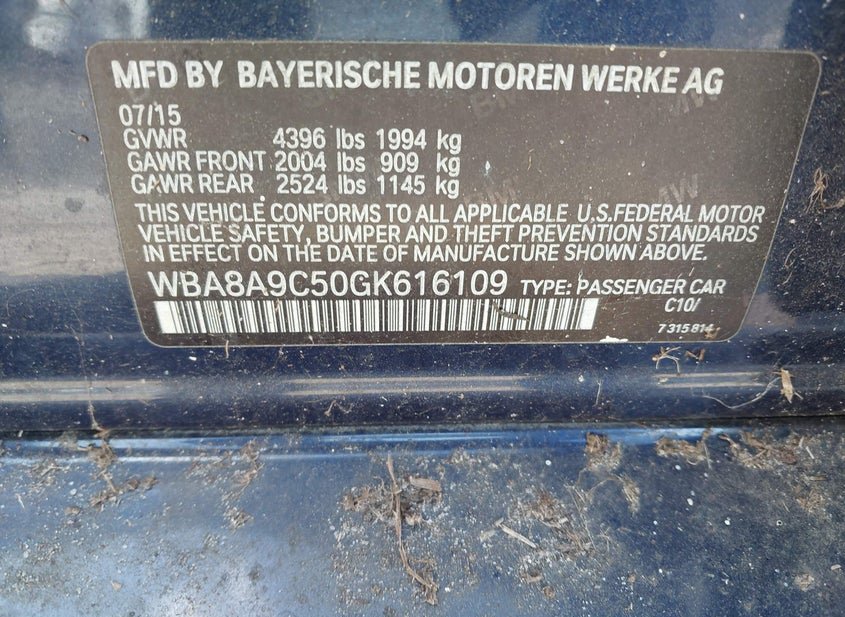 MFD BY BAYERISCHE MOTOREN WERKE AG
07/15
GVWR 4396 lbs 1994 kg
GAWR FRONT 2004 lbs 909 kg
GAWR REAR 2524 lbs 1145 kg
THIS VEHICLE CONFORMS TO ALL APPLICABLE U.S.FEDERAL MOTOR
VEHICLE SAFETY, BUMPER AND THEFT PREVENTION STANDARDS
IN EFFECT ON THE DATE OF MANUFACTURE SHOWN ABOVE.
WBA8A9C50GK616109 TYPE: PASSENGER CAR
C10/
7 315 814